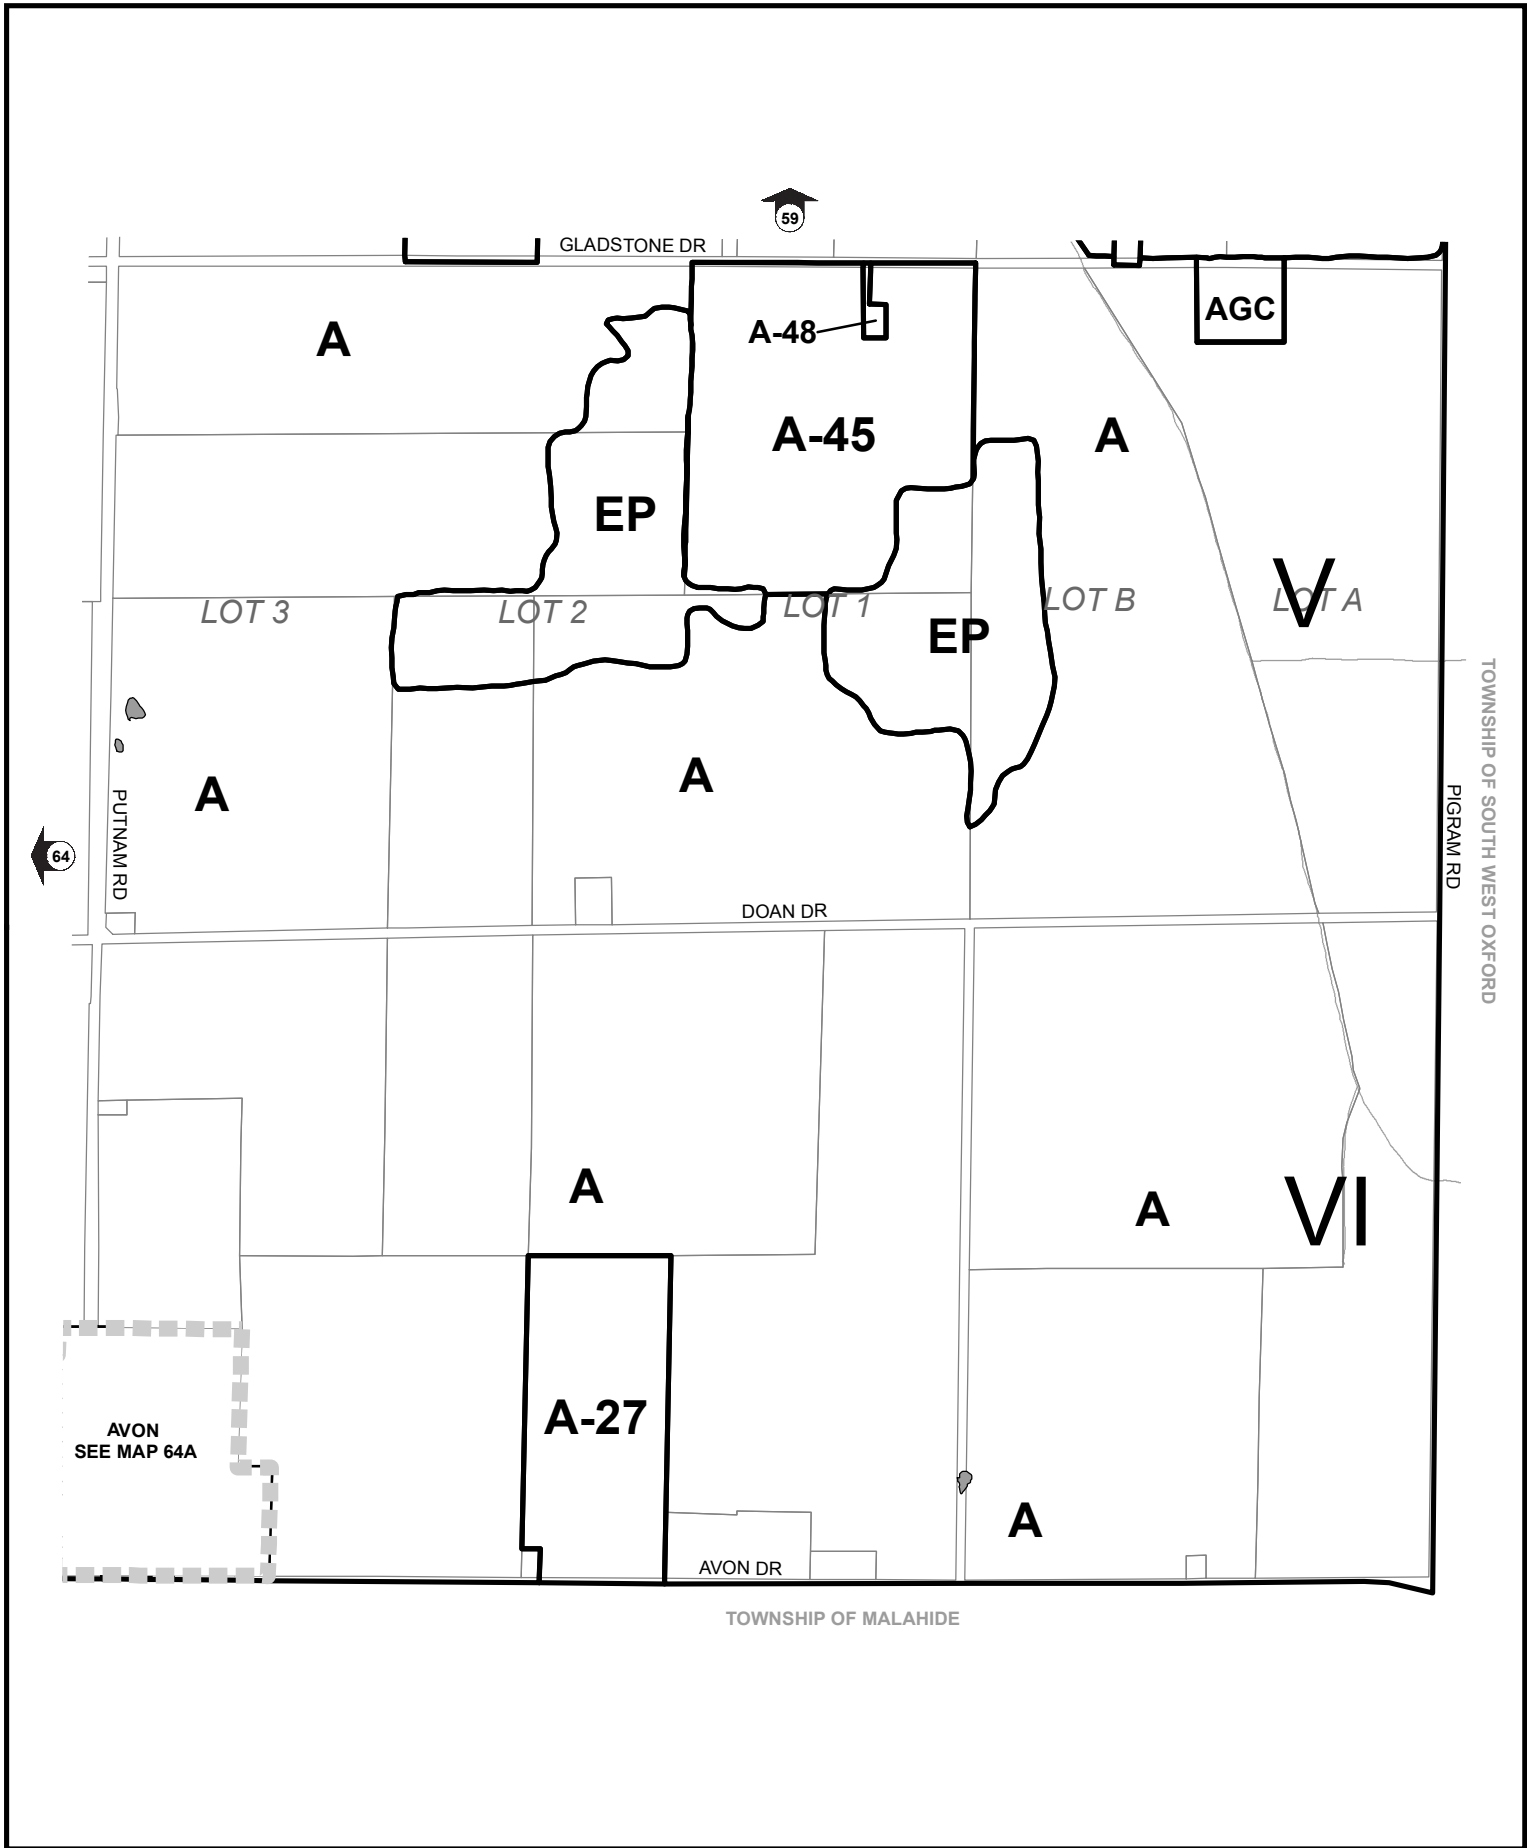 59
GLADSTONE DR
AGC
A-48
A
A-45
A
EP
V
LOT 3
LOT 2
LOT 1
LOT B
LOT A
EP
TOWNSHIP OF SOUTH WEST OXFORD
PIGRAM RD
A
A
PUTNAM RD
64
DOAN DR
A
A
VI
A-27
AVON
SEE MAP 64A
A
AVON DR
TOWNSHIP OF MALAHIDE